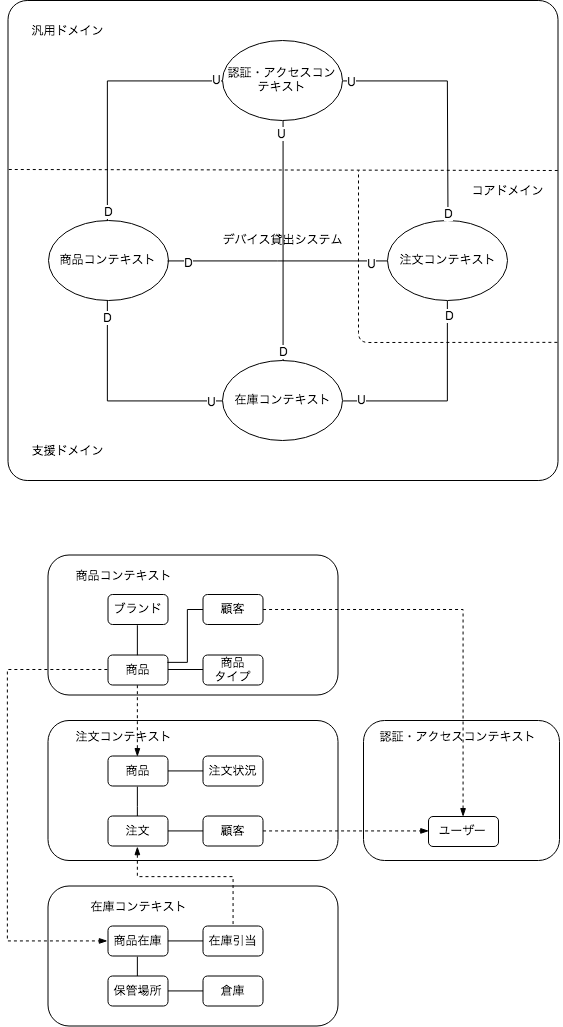 汎用ドメイン
認証・アクセスコン
テキスト
U
U
U
コアドメイン
D
D
デバイス貸出システム
商品コンテキスト
D
U
注文コンテキスト
D
D
D
在庫コンテキスト
U
U
支援ドメイン
商品コンテキスト
ブランド
顧客
商品
商品
タイプ
注文コンテキスト
認証・アクセスコンテキスト
商品
注文状況
注文
顧客
ユーザー
在庫コンテキスト
商品在庫
在庫引当
保管場所
倉庫